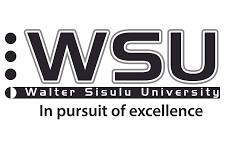 WSU
Walter Sisulu University
In pursuit of excellence